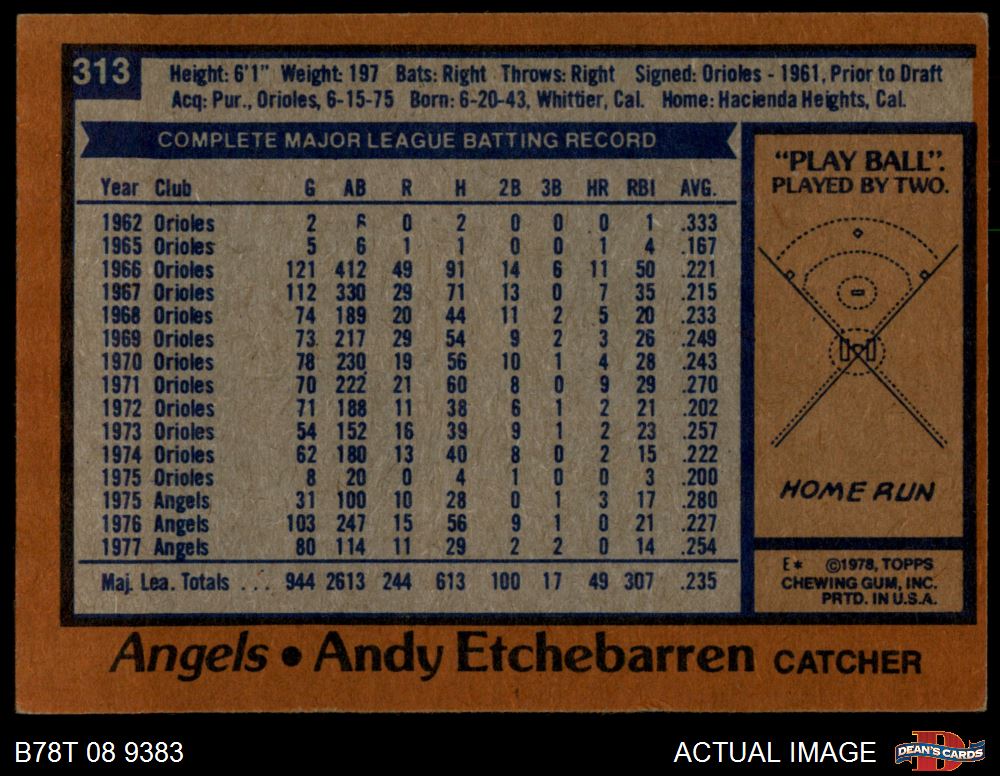 313
Height: 6'1" Weight: 197 Bats: Right Throws: Right Signed: Orioles - 1961, Prior to Draft
Acq: Pur., Orioles, 6-15-75 Born: 6-20-43, Whittier, Cal. Home: Hacienda Heights, Cal.
COMPLETE MAJOR LEAGUE BATTING RECORD
Year Club G AB R H 2B 3B HR RBI AVG.
1962 Orioles 2 6 0 2 0 0 0 1 .333
1965 Orioles 5 6 1 1 0 0 1 4 .167
1966 Orioles 121 412 49 91 14 6 11 50 .221
1967 Orioles 112 330 29 71 13 0 7 35 .215
1968 Orioles 74 189 20 44 11 2 5 20 .233
1969 Orioles 73 217 29 54 9 2 3 26 .249
1970 Orioles 78 230 19 56 10 1 4 28 .243
1971 Orioles 70 222 21 60 8 0 9 29 .270
1972 Orioles 71 188 11 38 6 1 2 21 .202
1973 Orioles 54 152 16 39 9 1 2 23 .257
1974 Orioles 62 180 13 40 8 0 2 15 .222
1975 Orioles 8 20 0 4 1 0 0 3 .200
1975 Angels 31 100 10 28 0 1 3 17 .280
1976 Angels 103 247 15 56 9 1 0 21 .227
1977 Angels 80 114 11 29 2 2 0 14 .254
Maj. Lea. Totals ... 944 2613 244 613 100 17 49 307 .235
"PLAY BALL".
PLAYED BY TWO.
HOME RUN
E* ©1978, TOPPS
CHEWING GUM, INC.
PRTD. IN U.S.A.
Angels • Andy Etchebarren CATCHER
B78T 08 9383
ACTUAL IMAGE
D
DEAN'S CARDS